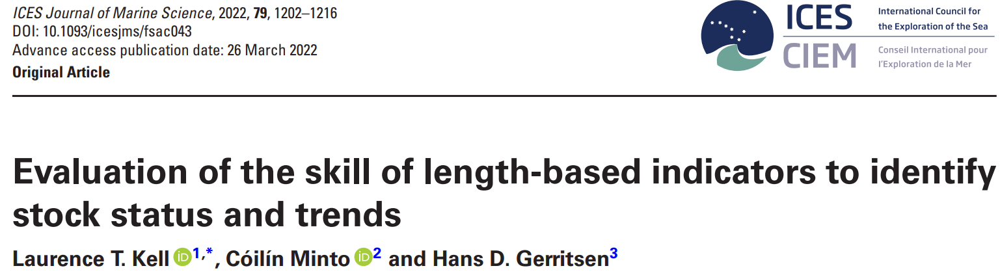 ICES Journal of Marine Science, 2022, 79, 1202–1216
DOI: 10.1093/icesjms/fsac043
Advance access publication date: 26 March 2022
Original Article
ICES
CIEM
International Council for
the Exploration of the Sea
Conseil International pour
l'Exploration de la Mer
Evaluation of the skill of length-based indicators to identify
stock status and trends
Laurence T. Kell iD 1,*, Cóilín Minto iD 2 and Hans D. Gerritsen3